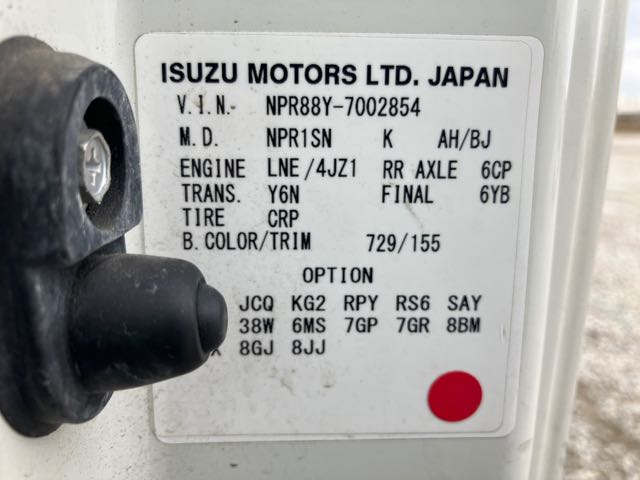 ISUZU MOTORS LTD. JAPAN
V.I.N. NPR88Y-7002854
M.D. NPR1SN K AH/BJ
ENGINE LNE/4JZ1 RR AXLE 6CP
TRANS. Y6N FINAL 6YB
TIRE CRP
B.COLOR/TRIM 729/155
OPTION
JCQ KG2 RPY RS6 SAY
38W 6MS 7GP 7GR 8BM
8GJ 8JJ